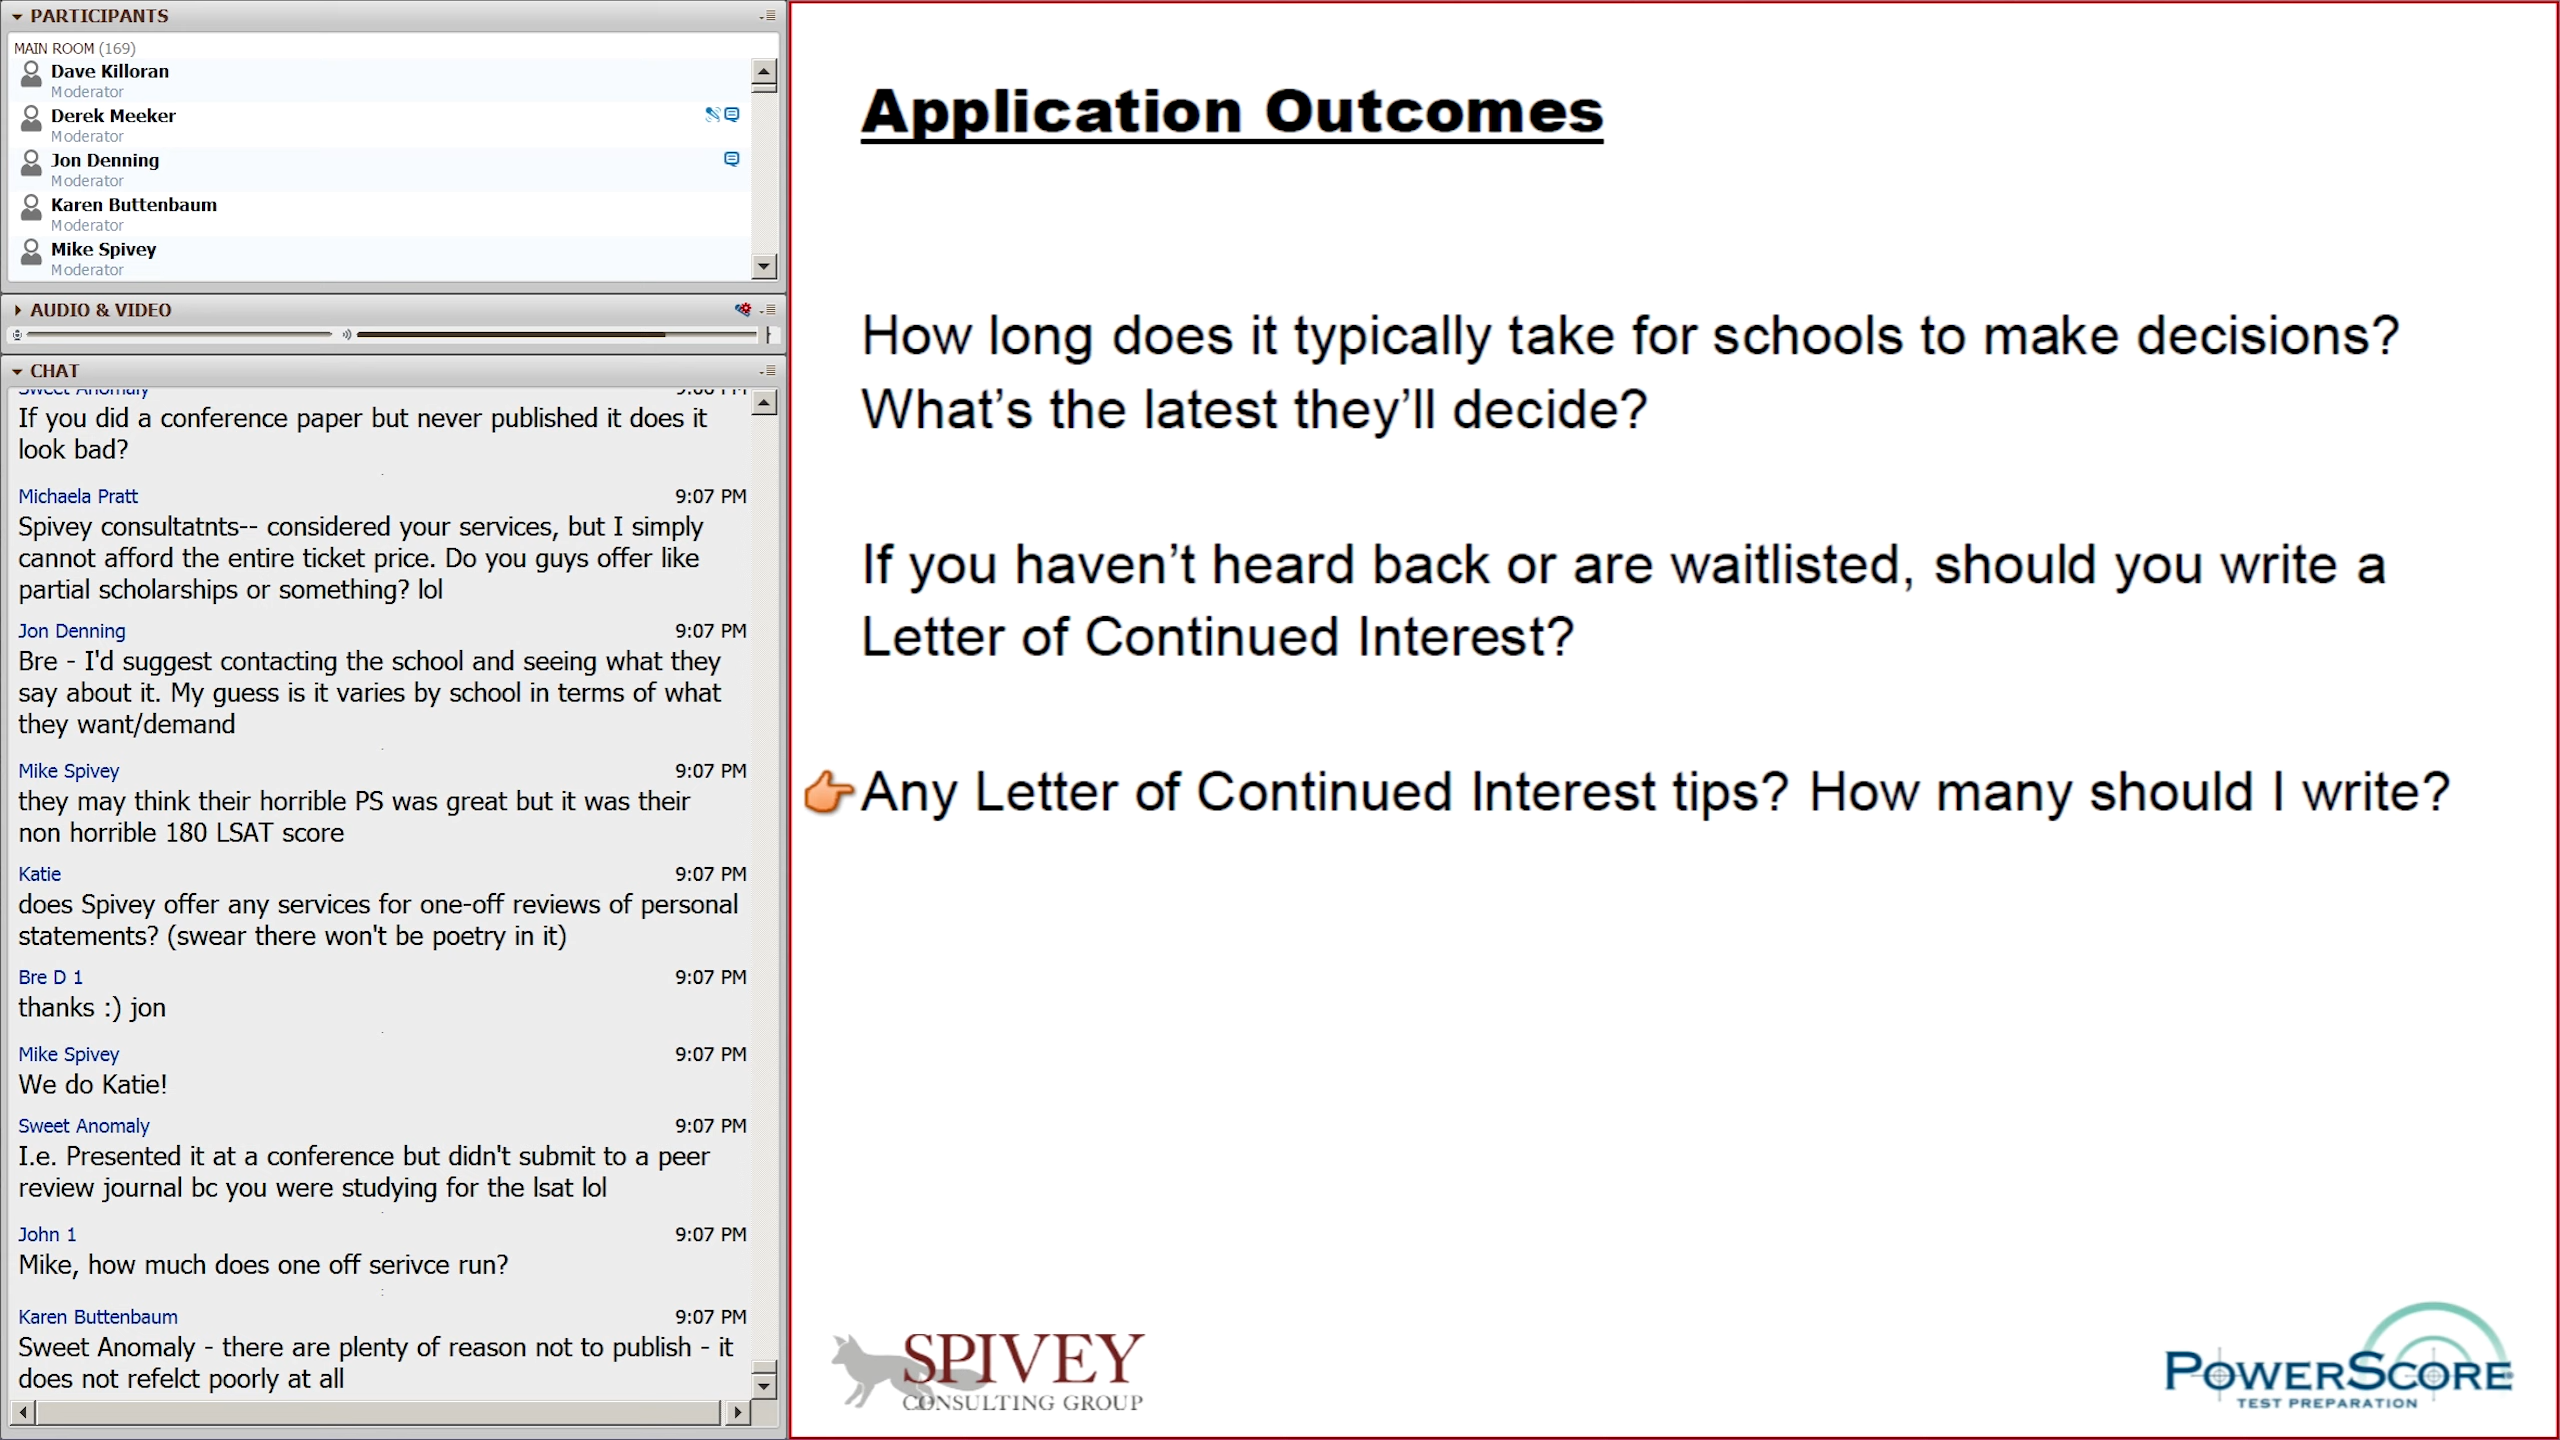 PARTICIPANTS
MAIN ROOM (169)
Dave Killoran
Moderator
Derek Meeker
Moderator
Jon Denning
Moderator
Karen Buttenbaum
Moderator
Mike Spivey
Moderator
AUDIO & VIDEO
CHAT
Sweet Anomaly
If you did a conference paper but never published it does it
look bad?
Michaela Pratt 9:07 PM
Spivey consultatnts-- considered your services, but I simply
cannot afford the entire ticket price. Do you guys offer like
partial scholarships or something? lol
Jon Denning 9:07 PM
Bre - I'd suggest contacting the school and seeing what they
say about it. My guess is it varies by school in terms of what
they want/demand
Mike Spivey 9:07 PM
they may think their horrible PS was great but it was their
non horrible 180 LSAT score
Katie 9:07 PM
does Spivey offer any services for one-off reviews of personal
statements? (swear there won't be poetry in it)
Bre D 1 9:07 PM
thanks :) jon
Mike Spivey 9:07 PM
We do Katie!
Sweet Anomaly 9:07 PM
I.e. Presented it at a conference but didn't submit to a peer
review journal bc you were studying for the lsat lol
John 1 9:07 PM
Mike, how much does one off serivce run?
Karen Buttenbaum 9:07 PM
Sweet Anomaly - there are plenty of reason not to publish - it
does not refelct poorly at all
Application Outcomes
How long does it typically take for schools to make decisions?
What’s the latest they’ll decide?
If you haven’t heard back or are waitlisted, should you write a
Letter of Continued Interest?
Any Letter of Continued Interest tips? How many should I write?
SPIVEY
CONSULTING GROUP
POWERSCORE
TEST PREPARATION